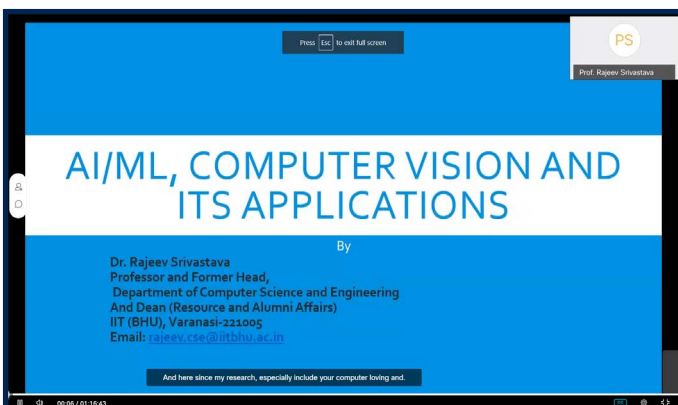 Press Esc to exit full screen
PS
Prof. Rajeev Srivastava
AI/ML, COMPUTER VISION AND
ITS APPLICATIONS
By
Dr. Rajeev Srivastava
Professor and Former Head,
Department of Computer Science and Engineering
And Dean (Resource and Alumni Affairs)
IIT (BHU), Varanasi-221005
Email: rajeev.cse@iitbhu.ac.in
And here since my research, especially include your computer loving and.
00:06 / 01:16:43